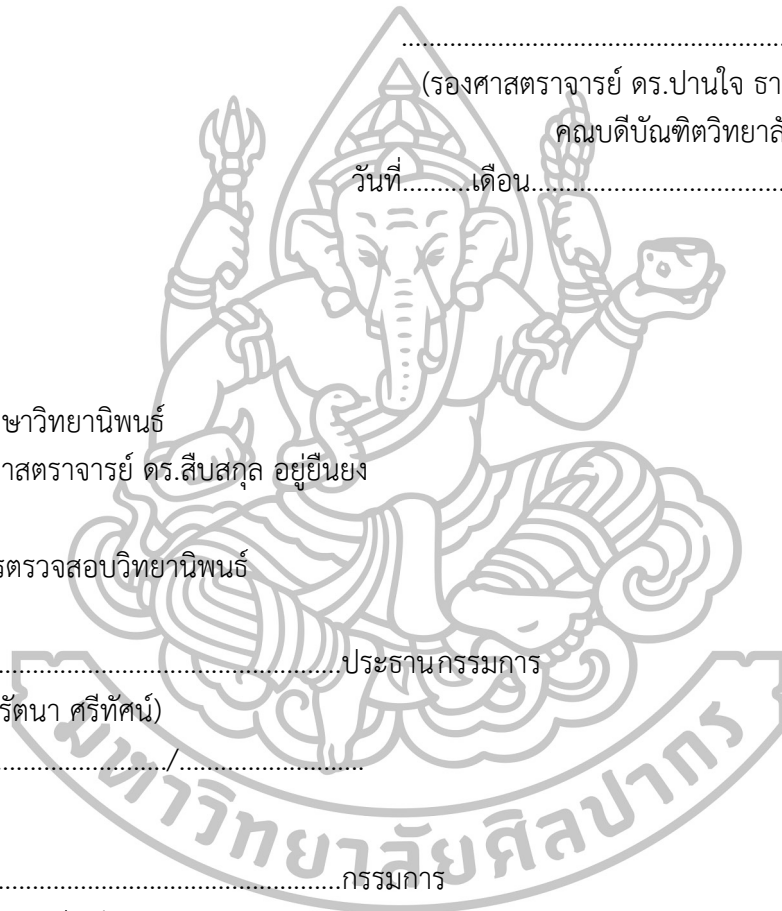 ................................................................
(รองศาสตราจารย์ ดร.ปานใจ ธา
คณบดีบัณฑิตวิทยาลั
วันที่..........เดือน..........................................
ษาวิทยานิพนธ์
าสตราจารย์ ดร.สืบสกุล อยู่ยืนยง
รตรวจสอบวิทยานิพนธ์
..........................................................ประธานกรรมการ
รัตนา ศรีทัศน์)
............................/...........................
..........................................................กรรมการ
มหาวิทยาลัยศิลปากร